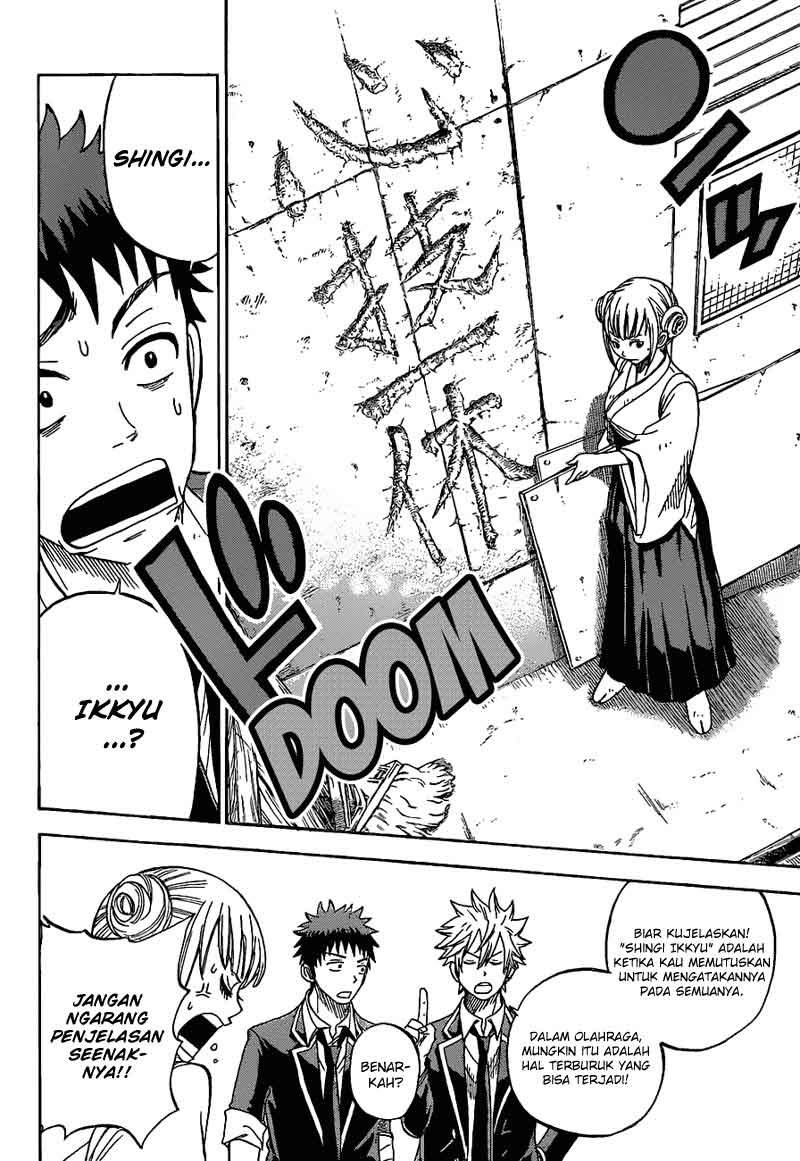 心
技
一
休
DOOM
SHINGI...
...
IKKYU
...?
BIAR KUJELASKAN!
"SHINGI IKKYU" ADALAH
KETIKA KAU MEMUTUSKAN
UNTUK MENGATAKANNYA
PADA SEMUANYA.
DALAM OLAHRAGA,
MUNGKIN ITU ADALAH
HAL TERBURUK YANG
BISA TERJADI!
BENAR-
KAH?
JANGAN
NGARANG
PENJELASAN
SEENAK-
NYA!!